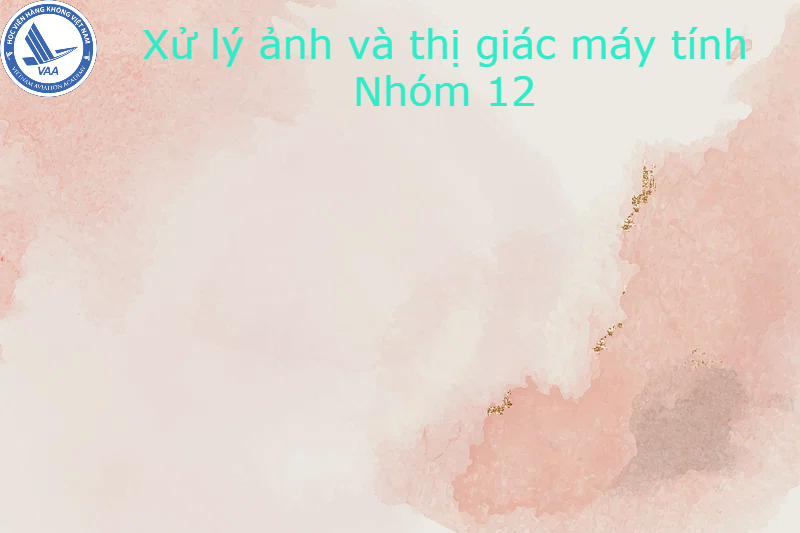 HỌC VIỆN HÀNG KHÔNG VIỆT NAM
VAA
VIETNAM AVIATION ACADEMY
Xử lý ảnh và thị giác máy tính
Nhóm 12